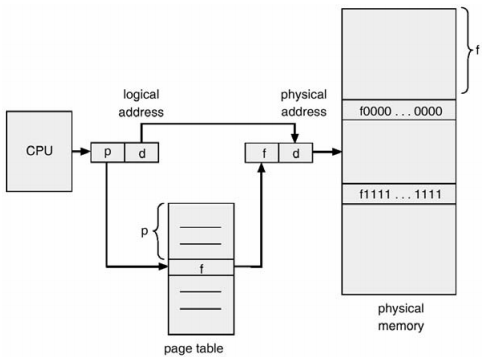 logical
address
physical
address
f
f0000 . . . 0000
CPU
p d
f d
f1111 . . . 1111
p
f
physical
memory
page table